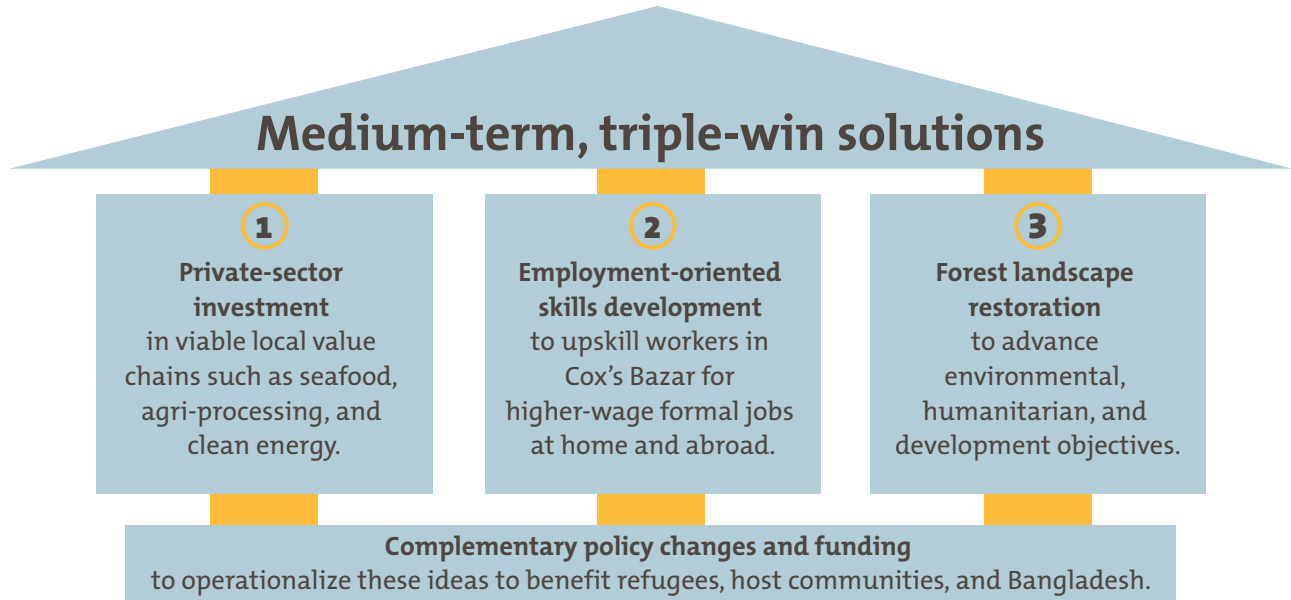 Medium-term, triple-win solutions
1
Private-sector
investment
in viable local value
chains such as seafood,
agri-processing, and
clean energy.
2
Employment-oriented
skills development
to upskill workers in
Cox's Bazar for
higher-wage formal jobs
at home and abroad.
3
Forest landscape
restoration
to advance
environmental,
humanitarian, and
development objectives.
Complementary policy changes and funding
to operationalize these ideas to benefit refugees, host communities, and Bangladesh.